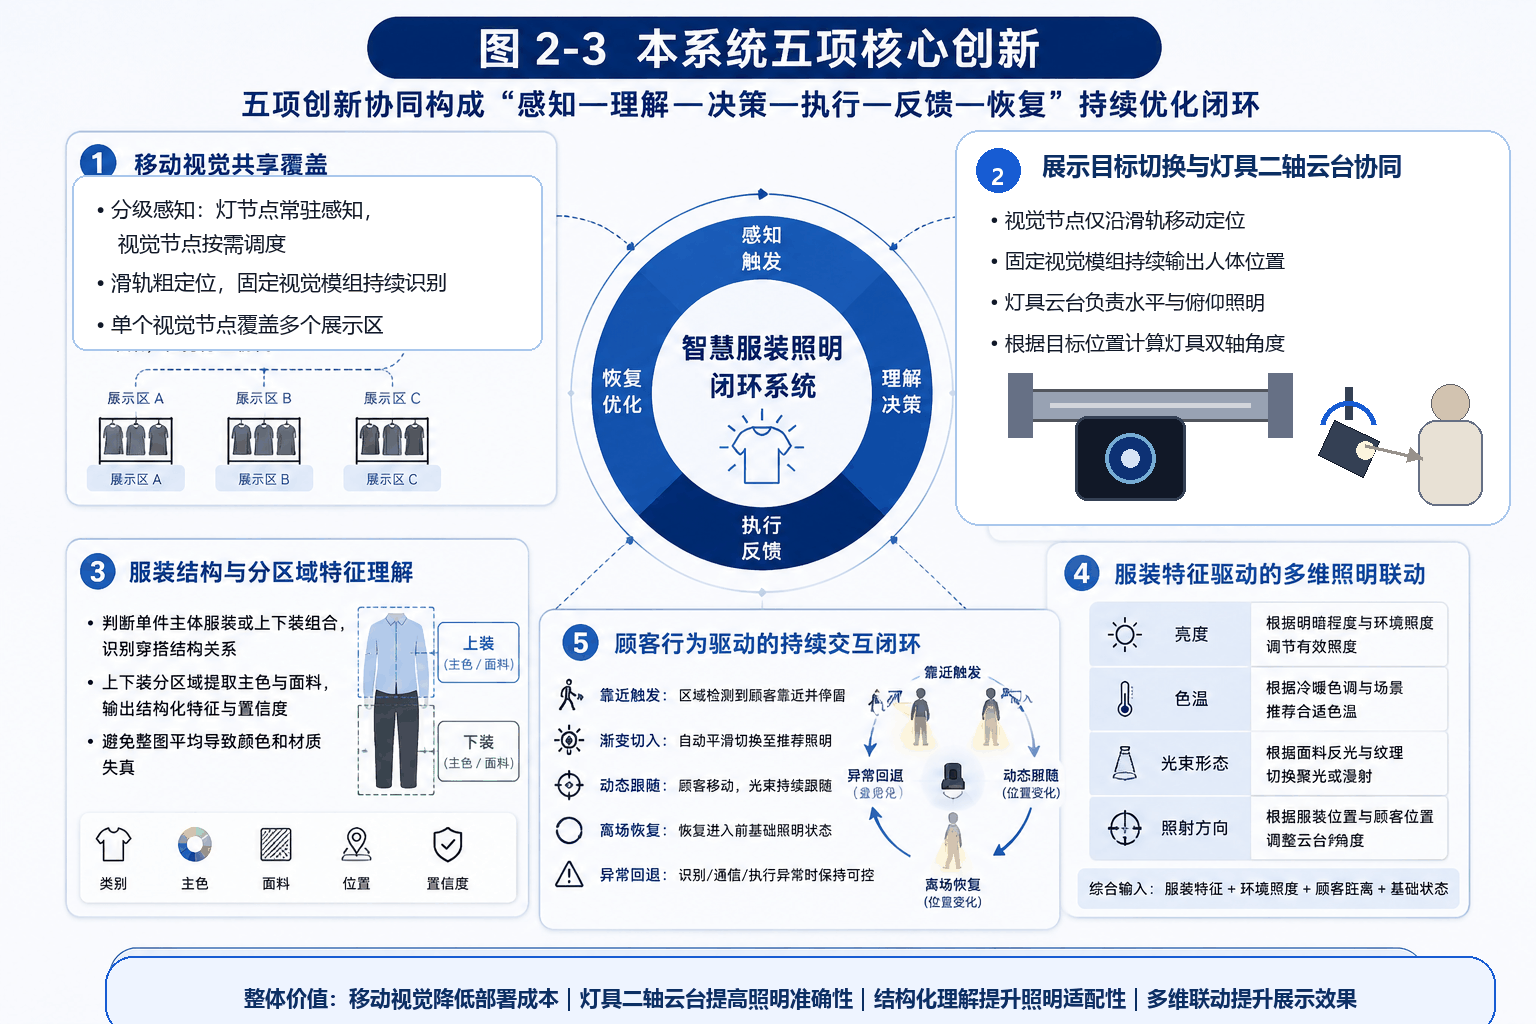 图 2-3 本系统五项核心创新
五项创新协同构成“感知—理解—决策—执行—反馈—恢复”持续优化闭环
1 移动视觉共享覆盖
• 分级感知：灯节点常驻感知，
视觉节点按需调度
• 滑轨粗定位，固定视觉模组持续识别
• 单个视觉节点覆盖多个展示区
展示区 A 展示区 B 展示区 C
展示区 A 展示区 B 展示区 C
感知
触发
理解
决策
执行
反馈
恢复
优化
智慧服装照明
闭环系统
2 展示目标切换与灯具二轴云台协同
• 视觉节点仅沿滑轨移动定位
• 固定视觉模组持续输出人体位置
• 灯具云台负责水平与俯仰照明
• 根据目标位置计算灯具双轴角度
3 服装结构与分区域特征理解
• 判断单件主体服装或上下装组合，
识别穿搭结构关系
• 上下装分区域提取主色与面料，
输出结构化特征与置信度
• 避免整图平均导致颜色和材质
失真
上装
(主色 / 面料)
下装
(主色 / 面料)
类别 主色 面料 位置 置信度
5 顾客行为驱动的持续交互闭环
靠近触发：区域检测到顾客靠近并停留
渐变切入：自动平滑切换至推荐照明
动态跟随：顾客移动，光束持续跟随
离场恢复：恢复进入前基础照明状态
异常回退：识别/通信/执行异常时保持可控
靠近触发
动态跟随
(位置变化)
离场恢复
(位置变化)
异常回退
4 服装特征驱动的多维照明联动
亮度 根据明暗程度与环境照度
调节有效照度
色温 根据冷暖色调与场景
推荐合适色温
光束形态 根据面料反光与纹理
切换聚光或漫射
照射方向 根据服装位置与顾客位置
调整云台角度
综合输入：服装特征 + 环境照度 + 顾客距离 + 基础状态
整体价值：移动视觉降低部署成本｜灯具二轴云台提高照明准确性｜结构化理解提升照明适配性｜多维联动提升展示效果